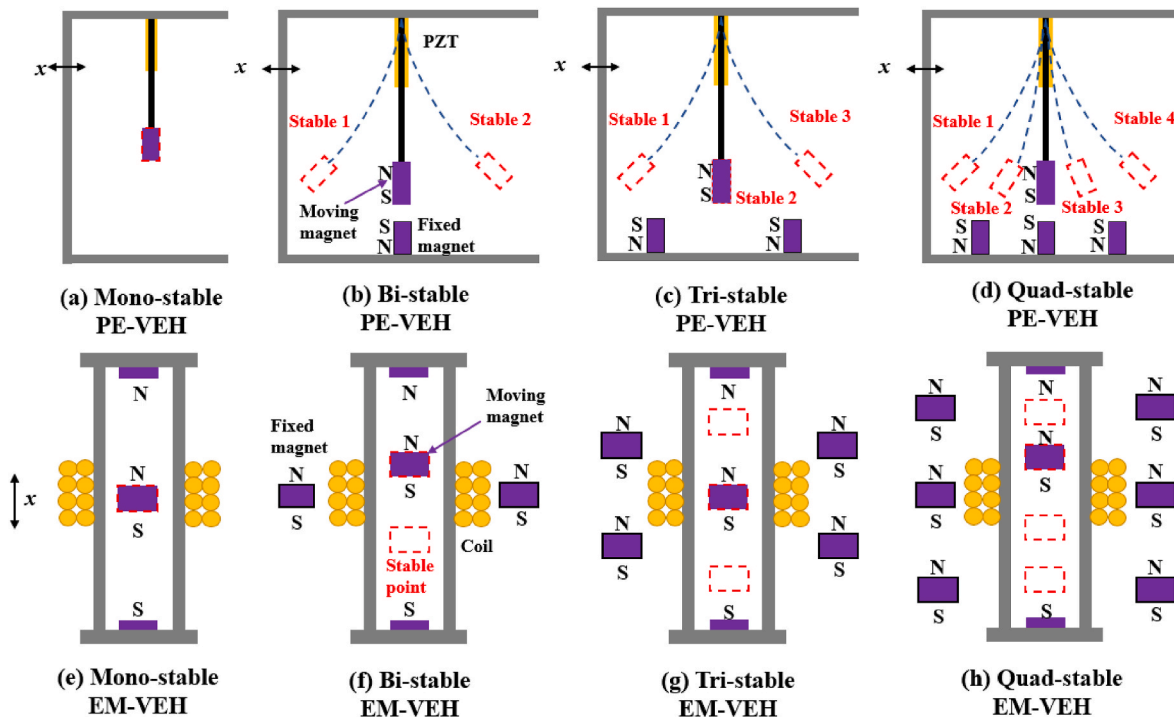 x
(a) Mono-stable
PE-VEH
x
PZT
Stable 1
Stable 2
N
S
Moving
magnet
S
N
Fixed
magnet
(b) Bi-stable
PE-VEH
x
Stable 1
Stable 3
N
S
Stable 2
S
N
S
N
(c) Tri-stable
PE-VEH
x
Stable 1
Stable 4
N
S
Stable 2
Stable 3
S
N
S
N
S
N
(d) Quad-stable
PE-VEH
x
N
N
S
S
(e) Mono-stable
EM-VEH
N
Moving
magnet
Fixed
magnet
N
S
N
S
N
S
Coil
Stable
point
S
(f) Bi-stable
EM-VEH
N
N
S
N
S
N
S
N
S
N
S
S
(g) Tri-stable
EM-VEH
N
N
S
N
S
N
S
N
S
N
S
N
S
N
S
S
(h) Quad-stable
EM-VEH